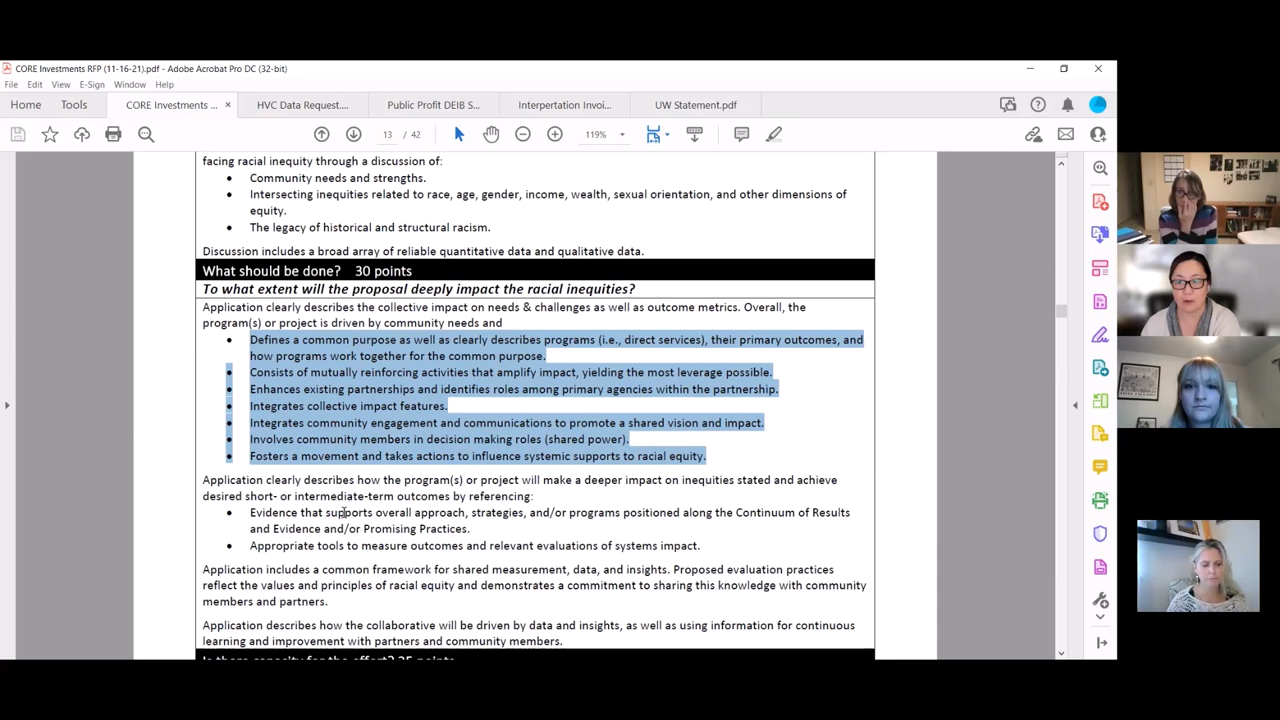 CORE Investments RFP (11-16-21).pdf - Adobe Acrobat Pro DC (32-bit)
File Edit View E-Sign Window Help
Home Tools CORE Investments ... × HVC Data Request.... Public Profit DEIB S... Interpertation Invoi... UW Statement.pdf
13 / 42 119%
facing racial inequity through a discussion of:
• Community needs and strengths.
• Intersecting inequities related to race, age, gender, income, wealth, sexual orientation, and other dimensions of
equity.
• The legacy of historical and structural racism.
Discussion includes a broad array of reliable quantitative data and qualitative data.
What should be done? 30 points
To what extent will the proposal deeply impact the racial inequities?
Application clearly describes the collective impact on needs & challenges as well as outcome metrics. Overall, the
program(s) or project is driven by community needs and
• Defines a common purpose as well as clearly describes programs (i.e., direct services), their primary outcomes, and
how programs work together for the common purpose.
• Consists of mutually reinforcing activities that amplify impact, yielding the most leverage possible.
• Enhances existing partnerships and identifies roles among primary agencies within the partnership.
• Integrates collective impact features.
• Integrates community engagement and communications to promote a shared vision and impact.
• Involves community members in decision making roles (shared power).
• Fosters a movement and takes actions to influence systemic supports to racial equity.
Application clearly describes how the program(s) or project will make a deeper impact on inequities stated and achieve
desired short- or intermediate-term outcomes by referencing:
• Evidence that supports overall approach, strategies, and/or programs positioned along the Continuum of Results
and Evidence and/or Promising Practices.
• Appropriate tools to measure outcomes and relevant evaluations of systems impact.
Application includes a common framework for shared measurement, data, and insights. Proposed evaluation practices
reflect the values and principles of racial equity and demonstrates a commitment to sharing this knowledge with community
members and partners.
Application describes how the collaborative will be driven by data and insights, as well as using information for continuous
learning and improvement with partners and community members.
Is there capacity for the effort? 25 points